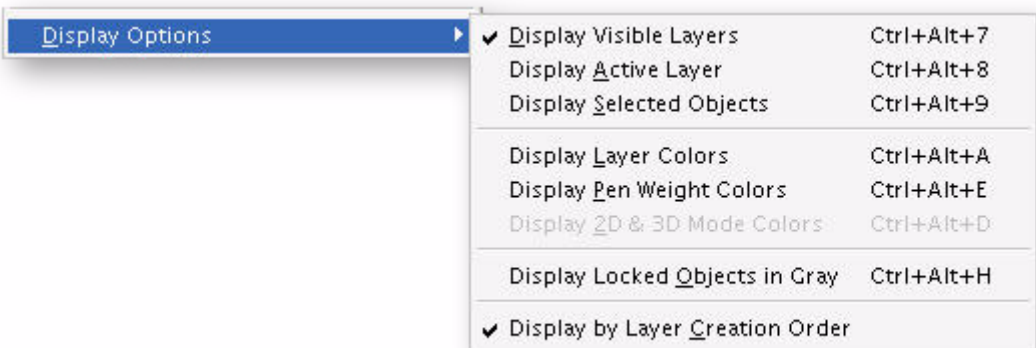 Display Options
Display Visible Layers Ctrl+Alt+7
Display Active Layer Ctrl+Alt+8
Display Selected Objects Ctrl+Alt+9
Display Layer Colors Ctrl+Alt+A
Display Pen Weight Colors Ctrl+Alt+E
Display 2D & 3D Mode Colors Ctrl+Alt+D
Display Locked Objects in Gray Ctrl+Alt+H
Display by Layer Creation Order